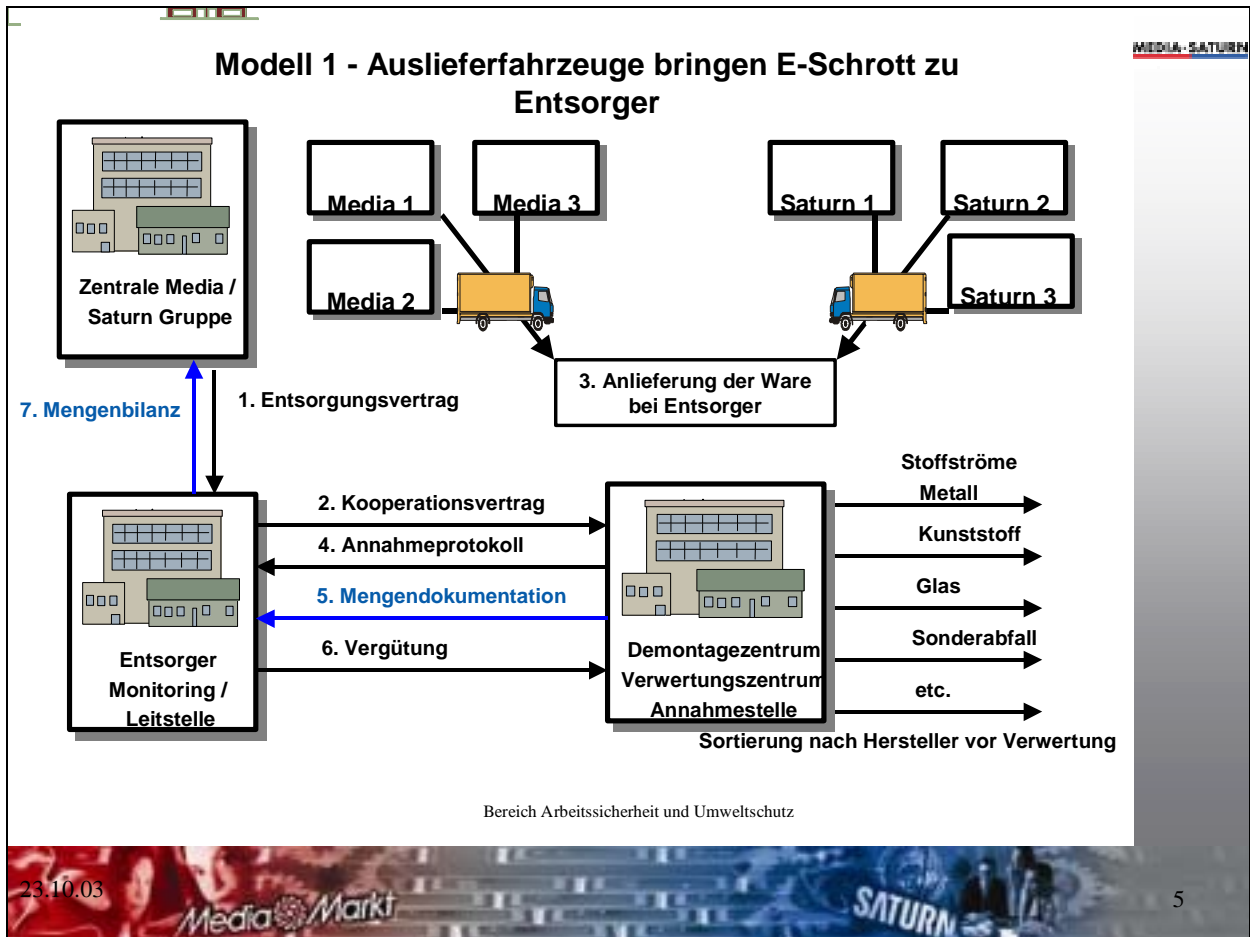 MEDIA-SATURN
Modell 1 - Auslieferfahrzeuge bringen E-Schrott zu
Entsorger
Media 1
Media 3
Saturn 1
Saturn 2
Media 2
Saturn 3
Zentrale Media /
Saturn Gruppe
3. Anlieferung der Ware
bei Entsorger
7. Mengenbilanz
1. Entsorgungsvertrag
Stoffströme
Metall
2. Kooperationsvertrag
Kunststoff
4. Annahmeprotokoll
Glas
5. Mengendokumentation
Sonderabfall
6. Vergütung
etc.
Entsorger
Monitoring /
Leitstelle
Demontagezentrum
Verwertungszentrum
Annahmestelle
Sortierung nach Hersteller vor Verwertung
Bereich Arbeitssicherheit und Umweltschutz
23.10.03
Media Markt
SATURN
5